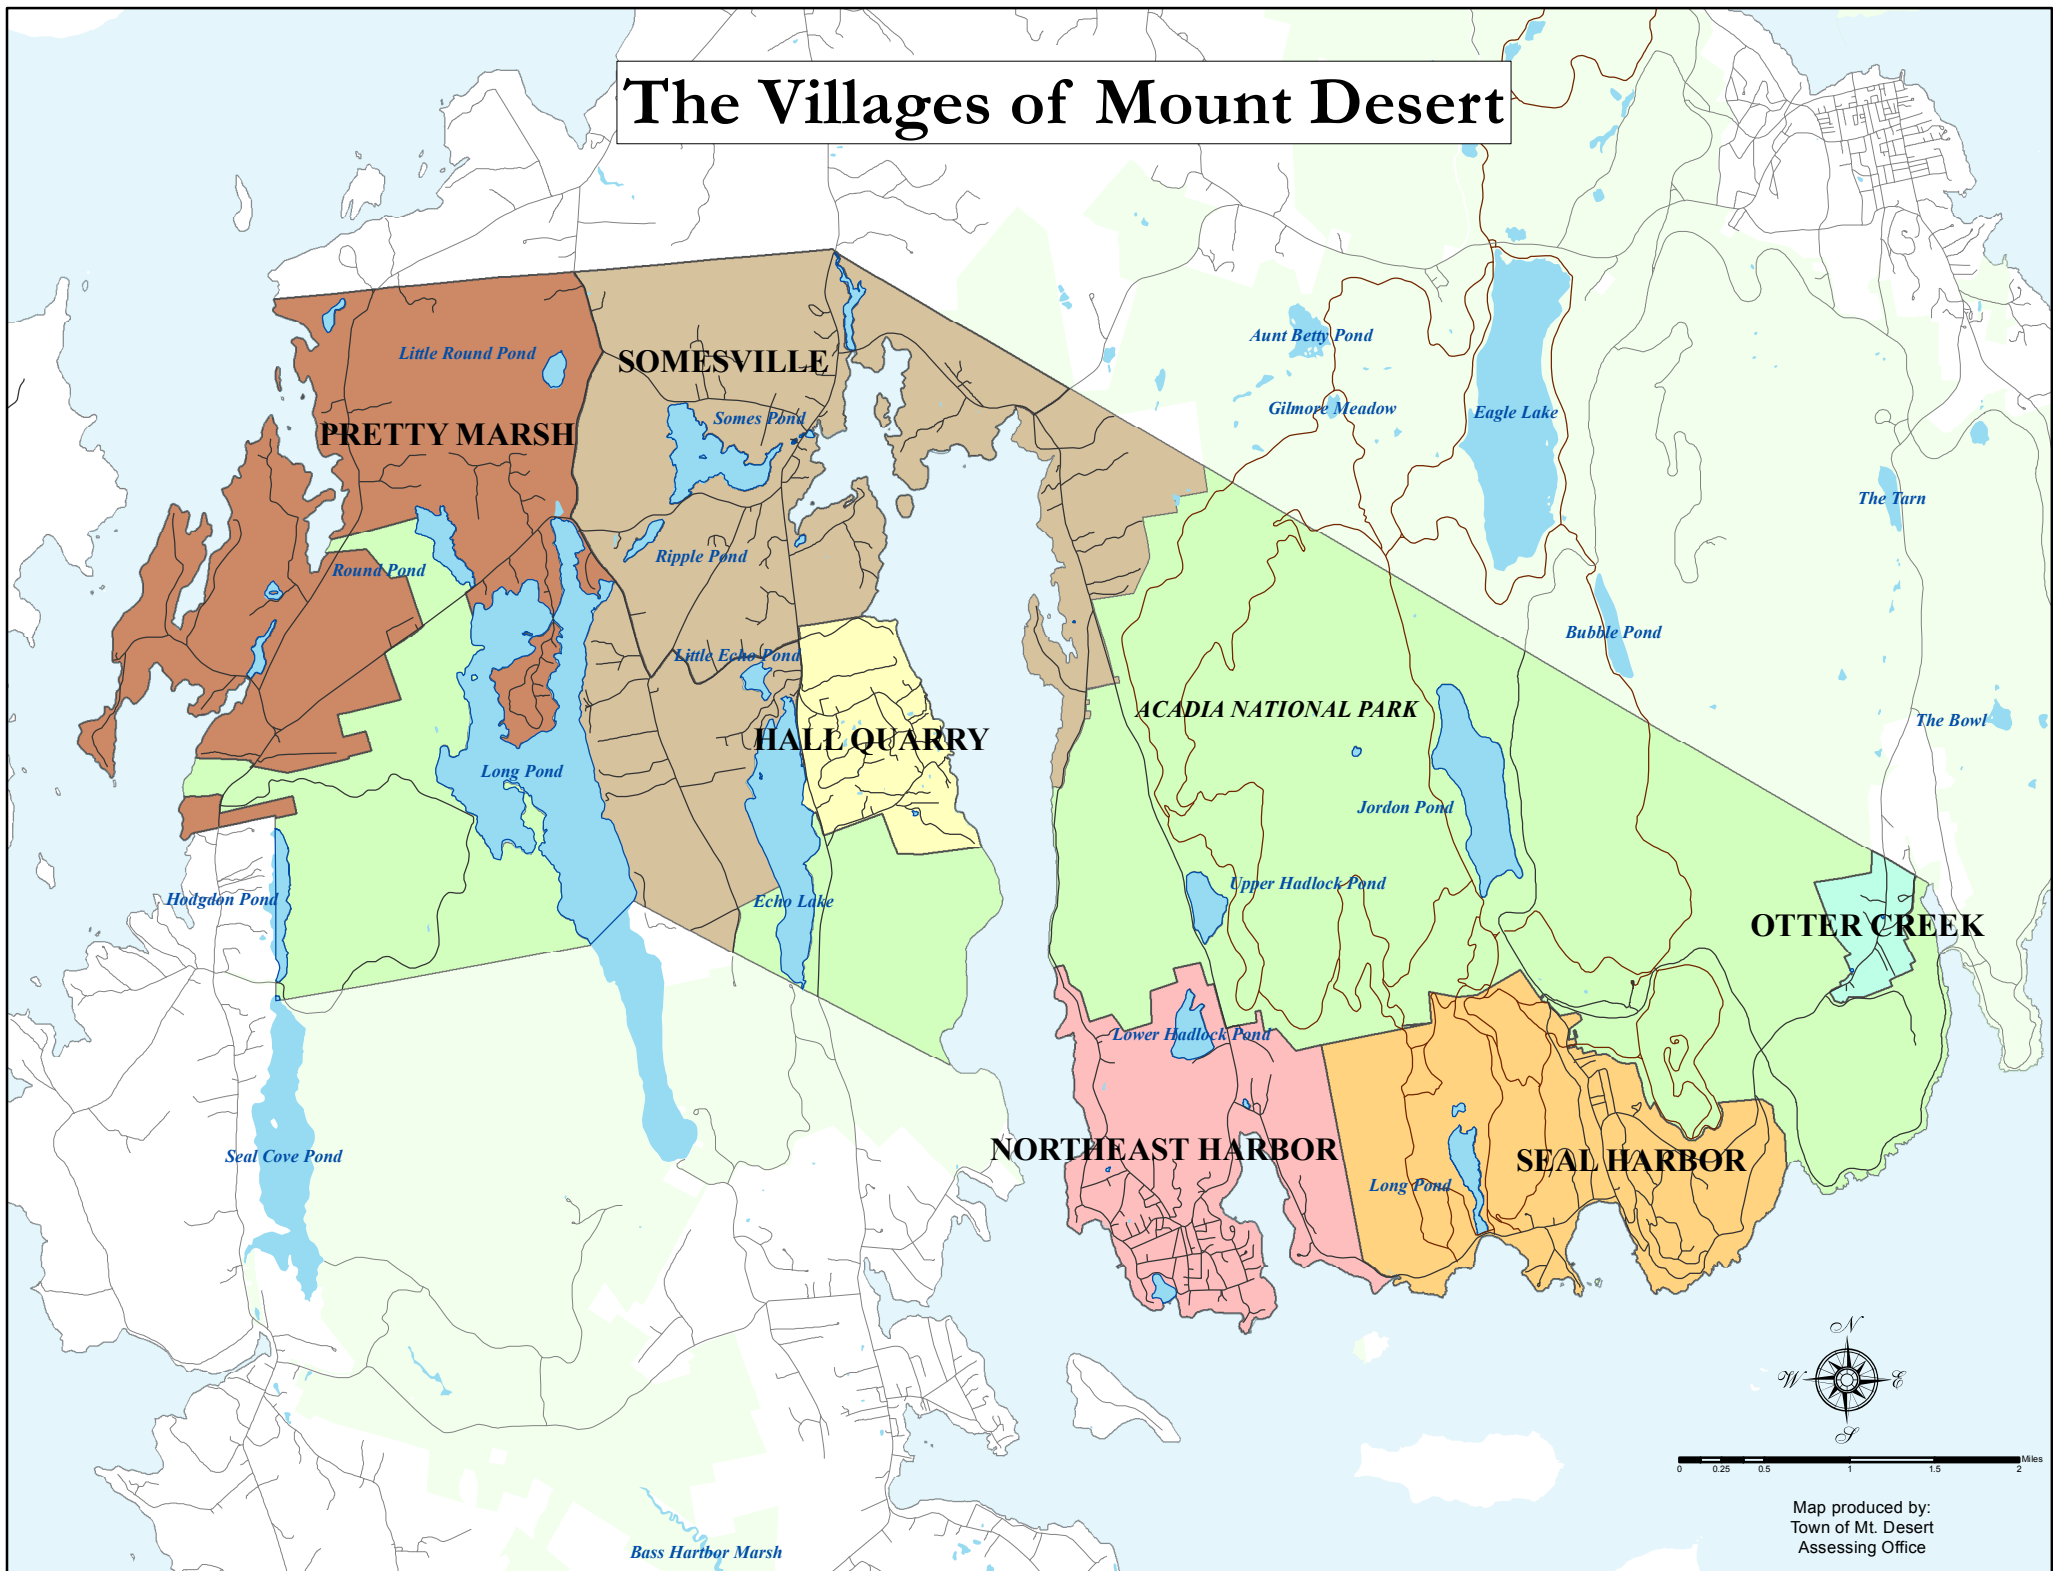 The Villages of Mount Desert
Aunt Betty Pond
Little Round Pond
SOMESVILLE
Gilmore Meadow
Eagle Lake
Somes Pond
PRETTY MARSH
The Tarn
Ripple Pond
Round Pond
Bubble Pond
Little Echo Pond
ACADIA NATIONAL PARK
The Bowl
HALL QUARRY
Long Pond
Jordon Pond
Upper Hadlock Pond
Hodgdon Pond
Echo Lake
OTTER CREEK
Lower Hadlock Pond
NORTHEAST HARBOR
Seal Cove Pond
SEAL HARBOR
Long Pond
N
W E
S
Miles
0 0.25 0.5 1 1.5 2
Map produced by:
Town of Mt. Desert
Assessing Office
Bass Hartbor Marsh